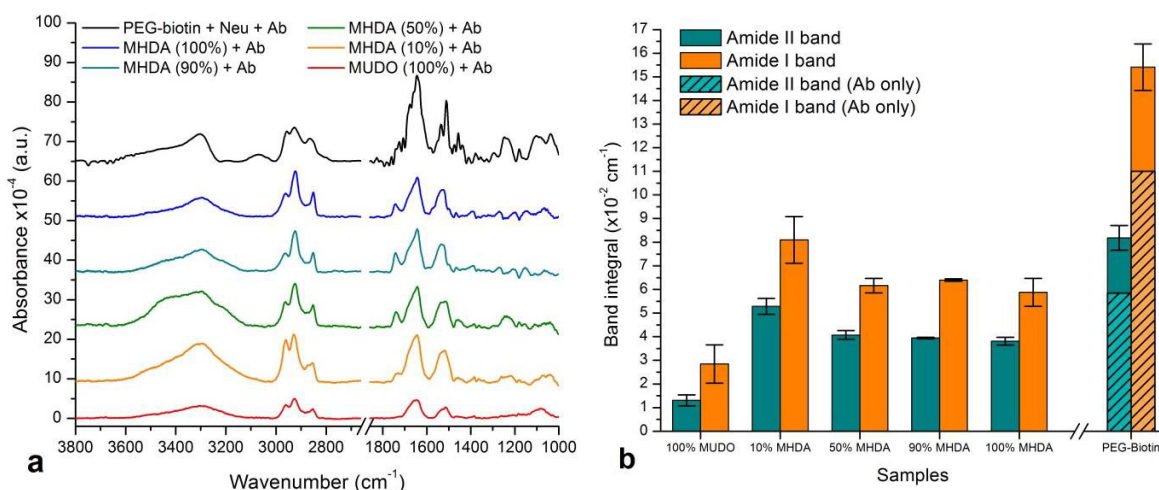 PEG-biotin + Neu + Ab
MHDA (100%) + Ab
MHDA (90%) + Ab
MHDA (50%) + Ab
MHDA (10%) + Ab
MUDO (100%) + Ab
Absorbance x10⁻⁴ (a.u.)
100
90
80
70
60
50
40
30
20
10
0
3800 3600 3400 3200 3000 2800 1800 1600 1400 1200 1000
Wavenumber (cm⁻¹)
a
Amide II band
Amide I band
Amide II band (Ab only)
Amide I band (Ab only)
Band integral (x10⁻² cm⁻¹)
17
16
15
14
13
12
11
10
9
8
7
6
5
4
3
2
1
0
100% MUDO 10% MHDA 50% MHDA 90% MHDA 100% MHDA PEG-Biotin
Samples
b